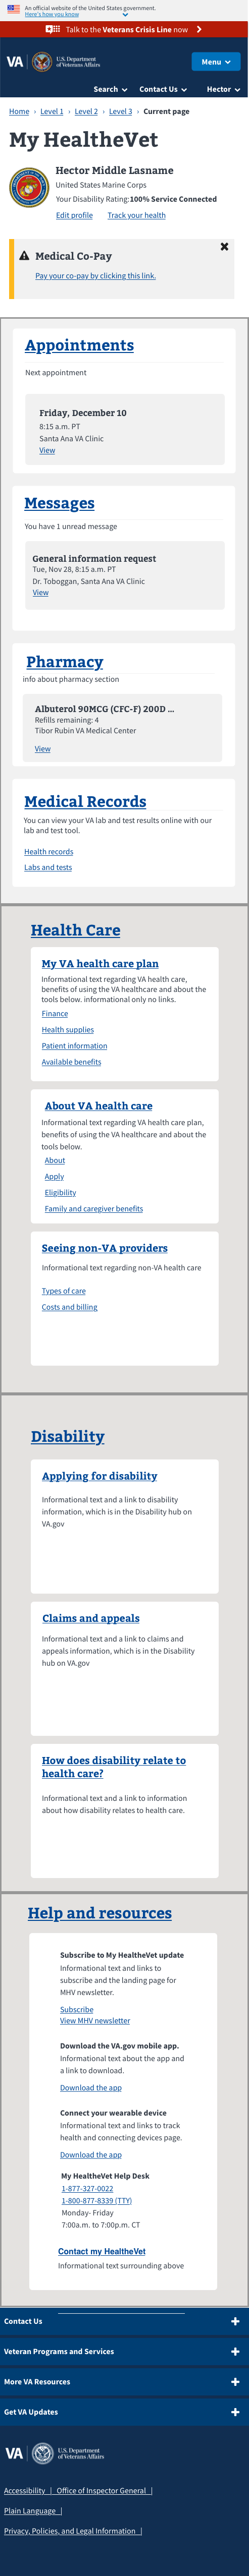 An official website of the United States government.
Here's how you know
Talk to the Veterans Crisis Line now
VA
U.S. Department
of Veterans Affairs
Menu
Search
Contact Us
Hector
Home › Level 1 › Level 2 › Level 3 › Current page
My HealtheVet
Hector Middle Lasname
United States Marine Corps
Your Disability Rating:100% Service Connected
Edit profile
Track your health
Medical Co-Pay
Pay your co-pay by clicking this link.
Appointments
Next appointment
Friday, December 10
8:15 a.m. PT
Santa Ana VA Clinic
View
Messages
You have 1 unread message
General information request
Tue, Nov 28, 8:15 a.m. PT
Dr. Toboggan, Santa Ana VA Clinic
View
Pharmacy
info about pharmacy section
Albuterol 90MCG (CFC-F) 200D ...
Refills remaining: 4
Tibor Rubin VA Medical Center
View
Medical Records
You can view your VA lab and test results online with our
lab and test tool.
Health records
Labs and tests
Health Care
My VA health care plan
Informational text regarding VA health care,
benefits of using the VA healthcare and about the
tools below. informational only no links.
Finance
Health supplies
Patient information
Available benefits
About VA health care
Informational text regarding VA health care plan,
benefits of using the VA healthcare and about the
tools below.
About
Apply
Eligibility
Family and caregiver benefits
Seeing non-VA providers
Informational text regarding non-VA health care
Types of care
Costs and billing
Disability
Applying for disability
Informational text and a link to disability
information, which is in the Disability hub on
VA.gov
Claims and appeals
Informational text and a link to claims and
appeals information, which is in the Disability
hub on VA.gov
How does disability relate to
health care?
Informational text and a link to information
about how disability relates to health care.
Help and resources
Subscribe to My HealtheVet update
Informational text and links to
subscribe and the landing page for
MHV newsletter.
Subscribe
View MHV newsletter
Download the VA.gov mobile app.
Informational text about the app and
a link to download.
Download the app
Connect your wearable device
Informational text and links to track
health and connecting devices page.
Download the app
My HealtheVet Help Desk
1-877-327-0022
1-800-877-8339 (TTY)
Monday- Friday
7:00a.m. to 7:00p.m. CT
Contact my HealtheVet
Informational text surrounding above
Contact Us
Veteran Programs and Services
More VA Resources
Get VA Updates
VA
U.S. Department
of Veterans Affairs
Accessibility | Office of Inspector General |
Plain Language |
Privacy, Policies, and Legal Information |